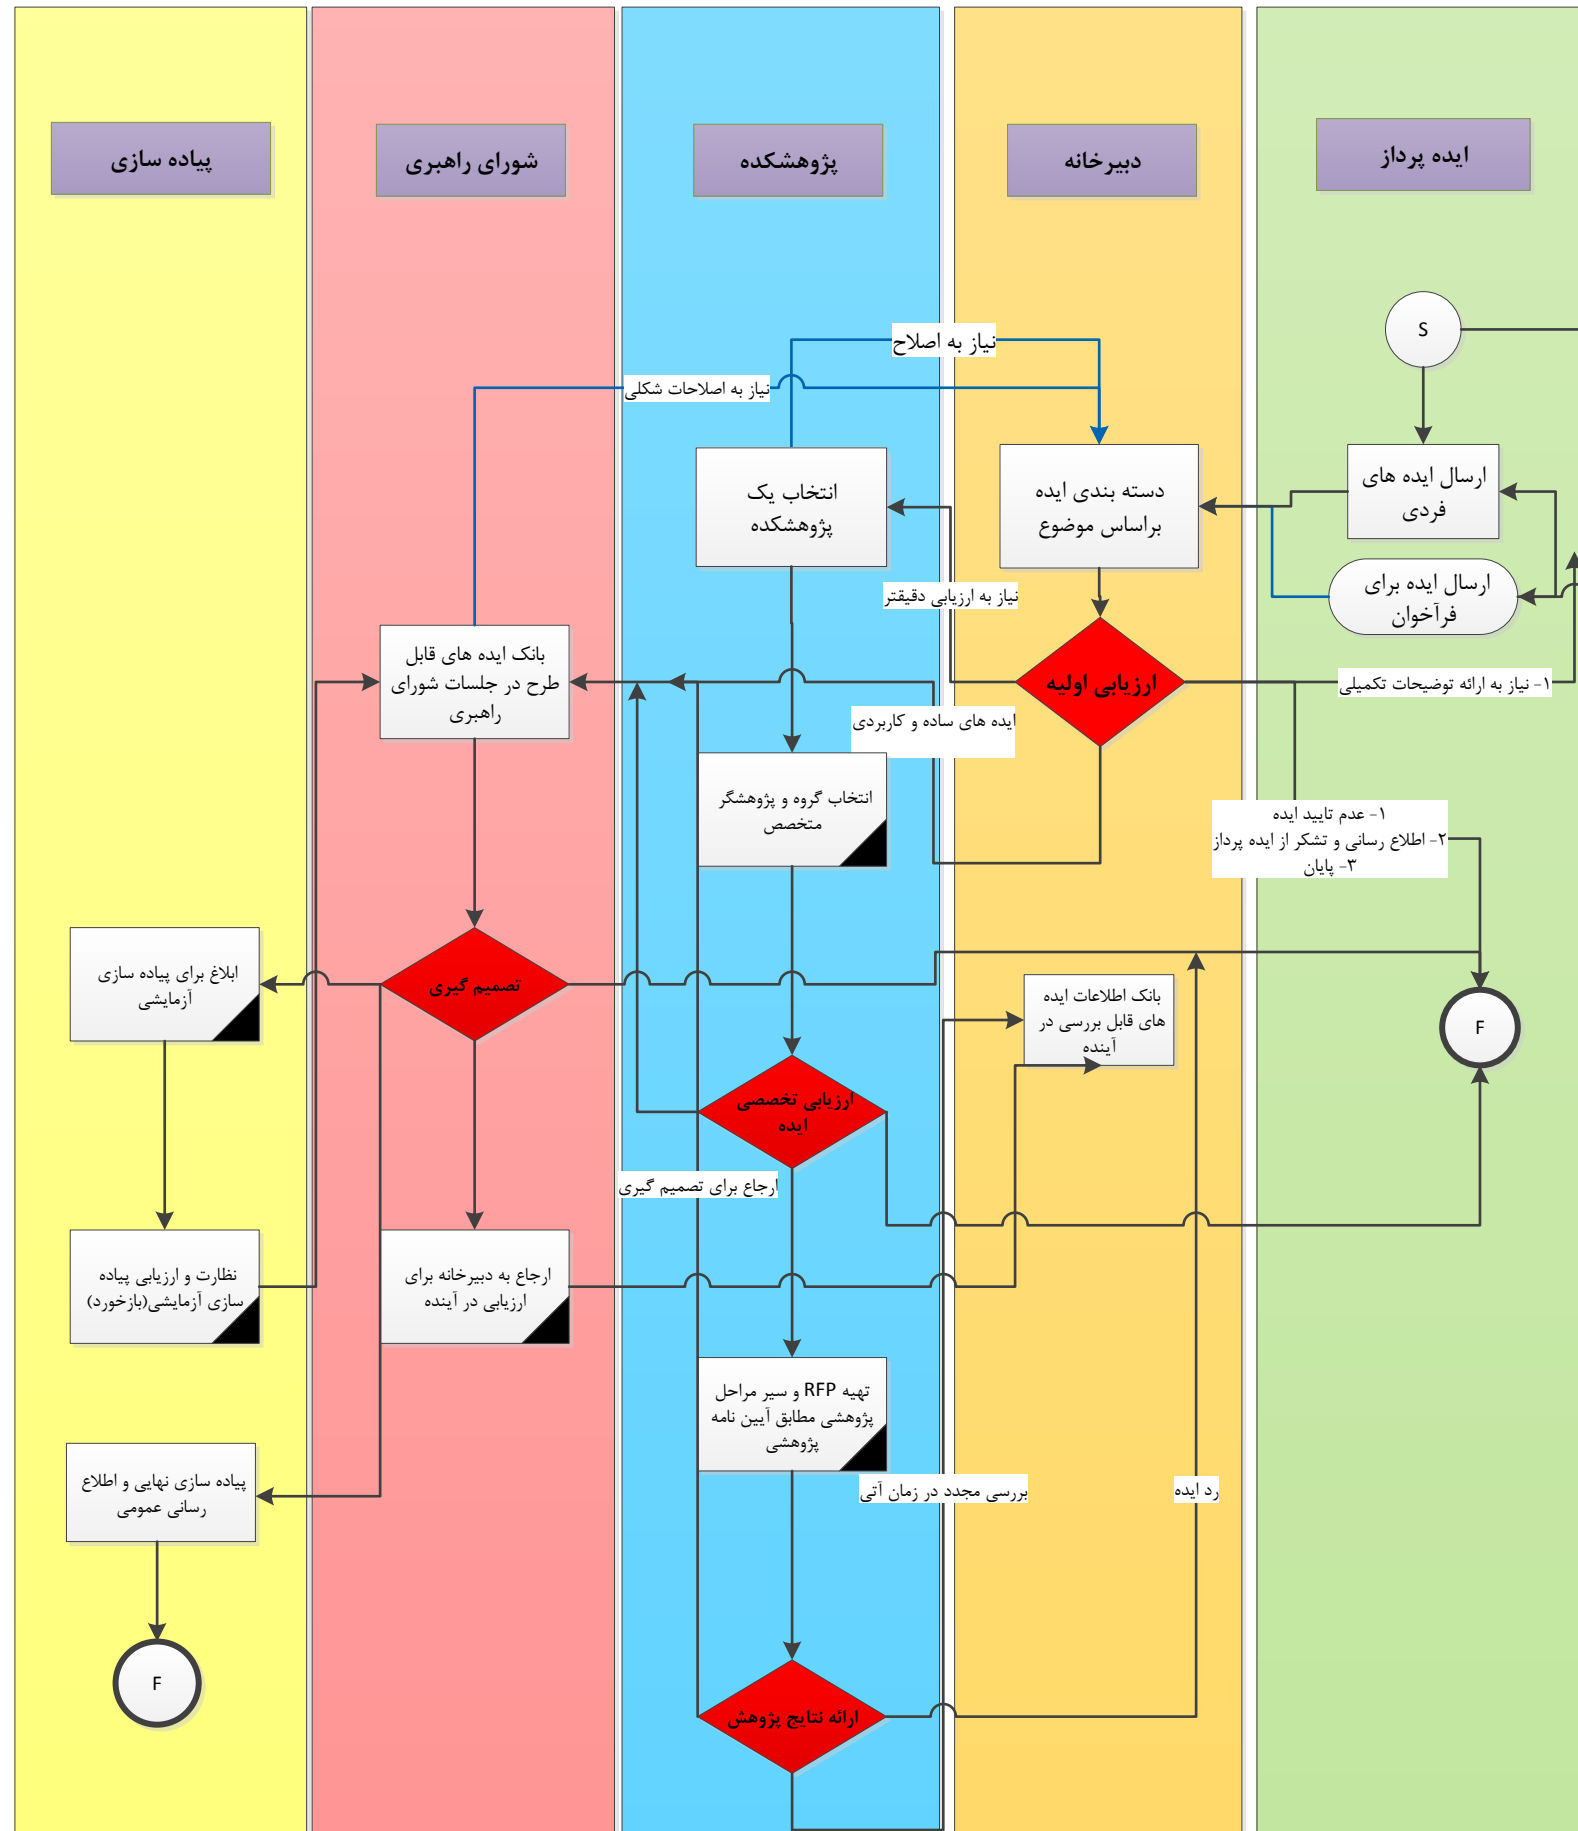 ایده پرداز
دبیرخانه
پژوهشکده
شورای راهبری
پیاده سازی
S
نیاز به اصلاح
نیاز به اصلاحات شکلی
ارسال ایده های
فردی
دسته بندی ایده
براساس موضوع
انتخاب یک
پژوهشکده
ارسال ایده برای
فرآخوان
نیاز به ارزیابی دقیقتر
بانک ایده های قابل
طرح در جلسات شورای
راهبری
ارزیابی اولیه
۱- نیاز به ارائه توضیحات تکمیلی
ایده های ساده و کاربردی
انتخاب گروه و پژوهشگر
متخصص
۱- عدم تایید ایده
۲- اطلاع رسانی و تشکر از ایده پرداز
۳- پایان
ابلاغ برای پیاده سازی
آزمایشی
تصمیم گیری
بانک اطلاعات ایده
های قابل بررسی در
آینده
F
ارزیابی تخصصی
ایده
ارجاع برای تصمیم گیری
نظارت و ارزیابی پیاده
سازی آزمایشی(بازخورد)
ارجاع به دبیرخانه برای
ارزیابی در آینده
تهیه RFP و سیر مراحل
پژوهشی مطابق آیین نامه
پژوهشی
پیاده سازی نهایی و اطلاع
رسانی عمومی
بررسی مجدد در زمان آتی
رد ایده
F
ارائه نتایج پژوهش